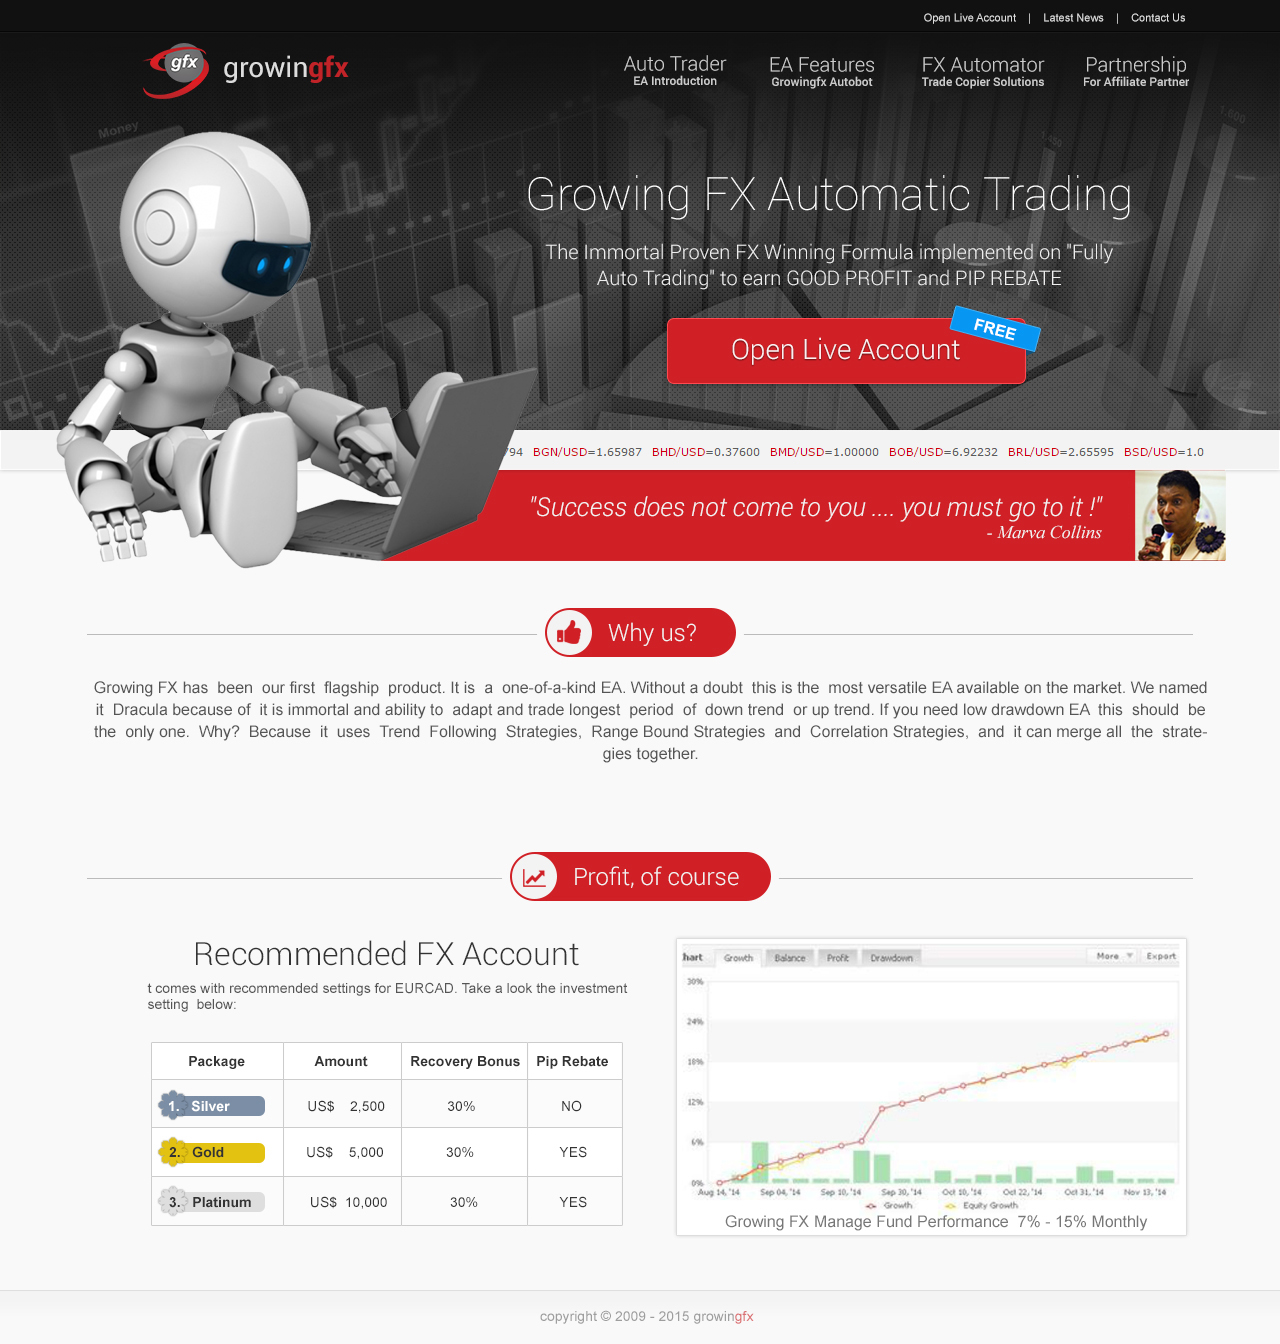 Open Live Account | Latest News | Contact Us
gfx growingfx
Auto Trader EA Features FX Automator Partnership
EA Introduction Growingfx Autobot Trade Copier Solutions For Affiliate Partner
Money
1,600
1,450
Growing FX Automatic Trading
The Immortal Proven FX Winning Formula implemented on "Fully
Auto Trading" to earn GOOD PROFIT and PIP REBATE
FREE
Open Live Account
794 BGN/USD=1.65987 BHD/USD=0.37600 BMD/USD=1.00000 BOB/USD=6.92232 BRL/USD=2.65595 BSD/USD=1.0
"Success does not come to you .... you must go to it !"
- Marva Collins
Why us?
Growing FX has been our first flagship product. It is a one-of-a-kind EA. Without a doubt this is the most versatile EA available on the market. We named
it Dracula because of it is immortal and ability to adapt and trade longest period of down trend or up trend. If you need low drawdown EA this should be
the only one. Why? Because it uses Trend Following Strategies, Range Bound Strategies and Correlation Strategies, and it can merge all the strate-
gies together.
Profit, of course
Recommended FX Account
t comes with recommended settings for EURCAD. Take a look the investment
setting below:
Package Amount Recovery Bonus Pip Rebate
1. Silver US$ 2,500 30% NO
2. Gold US$ 5,000 30% YES
3. Platinum US$ 10,000 30% YES
hart Growth Balance Profit Drawdown More Export
30%
24%
18%
12%
6%
0%
Aug 14, '14 Sep 04, '14 Sep 10, '14 Sep 30, '14 Oct 10, '14 Oct 22, '14 Oct 31, '14 Nov 13, '14
Growth Equity Growth
Growing FX Manage Fund Performance 7% - 15% Monthly
copyright © 2009 - 2015 growingfx